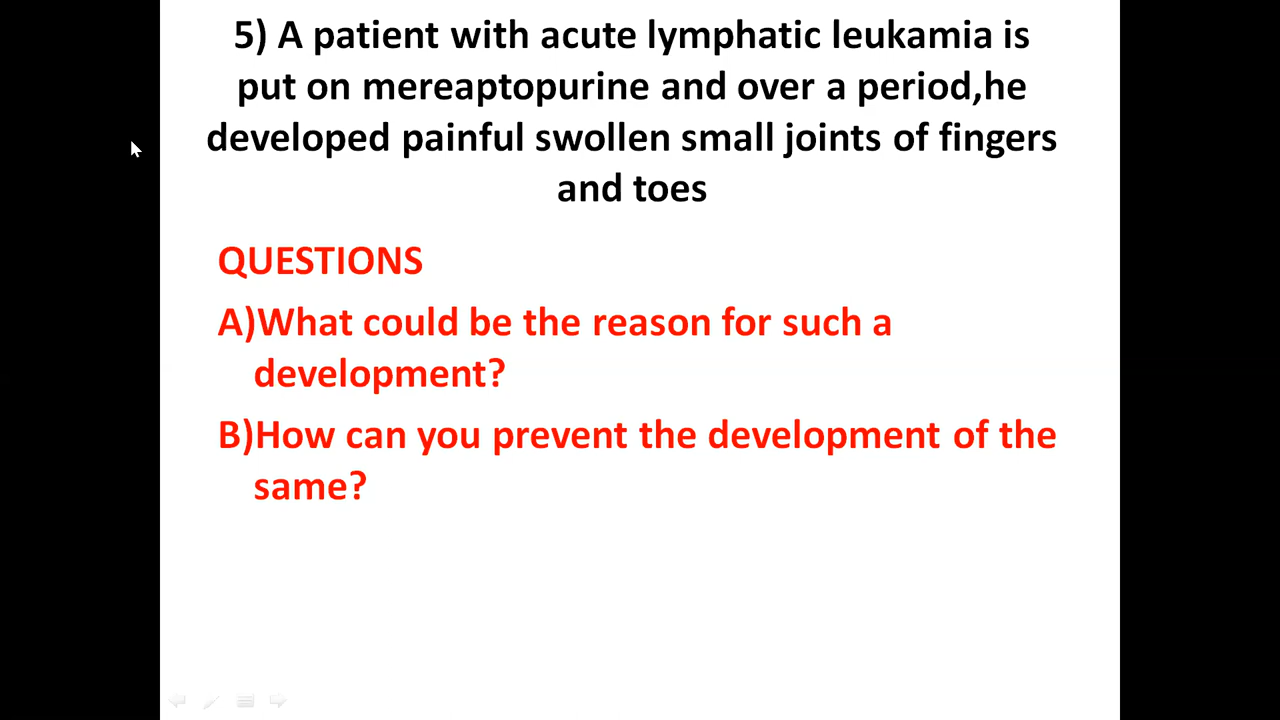 5) A patient with acute lymphatic leukamia is
put on mereaptopurine and over a period,he
developed painful swollen small joints of fingers
and toes
QUESTIONS
A)What could be the reason for such a
development?
B)How can you prevent the development of the
same?